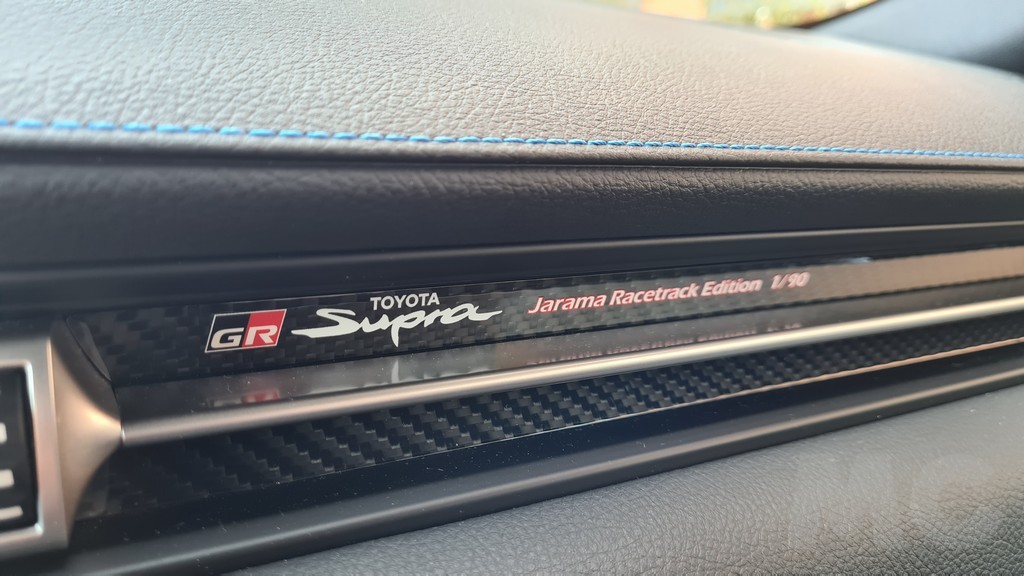 GR
TOYOTA
Supra
Jarama Racetrack Edition 1/90